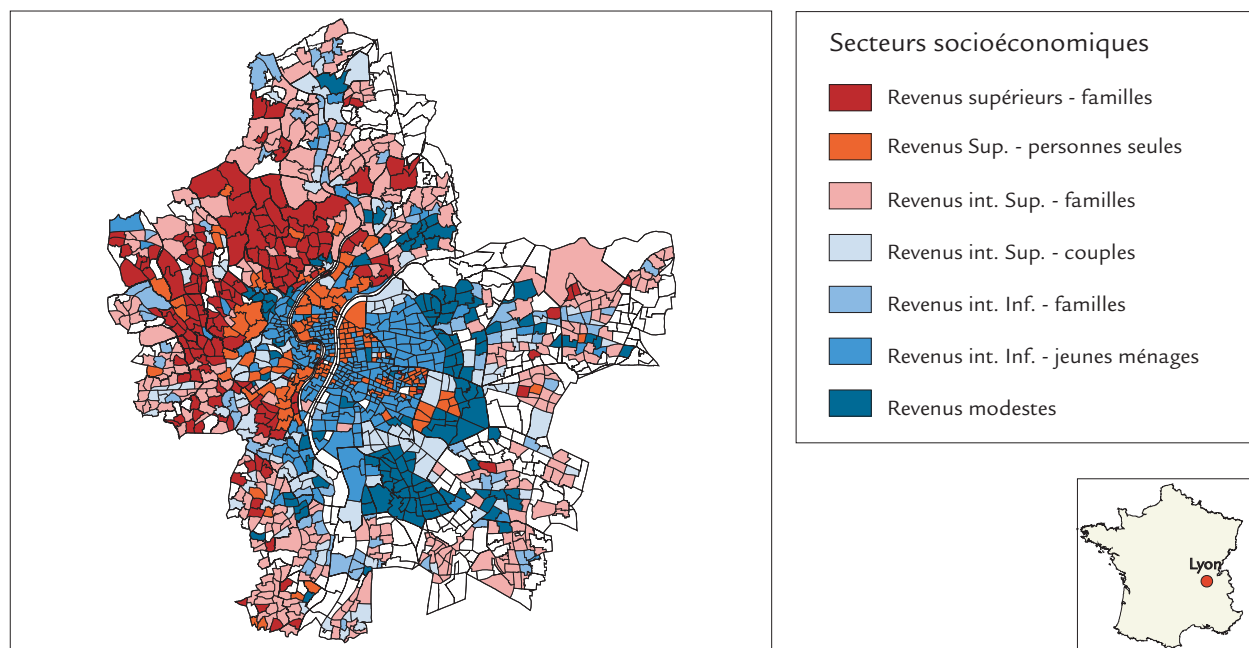 Secteurs socioéconomiques
Revenus supérieurs - familles
Revenus Sup. - personnes seules
Revenus int. Sup. - familles
Revenus int. Sup. - couples
Revenus int. Inf. - familles
Revenus int. Inf. - jeunes ménages
Revenus modestes
Lyon